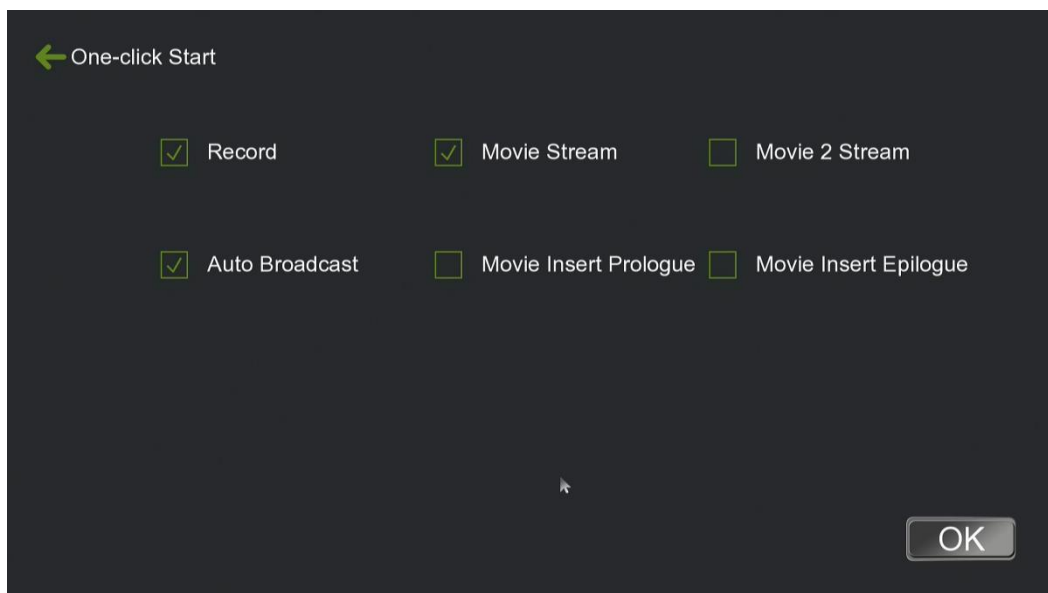 One-click Start
Record Movie Stream Movie 2 Stream
Auto Broadcast Movie Insert Prologue Movie Insert Epilogue
OK